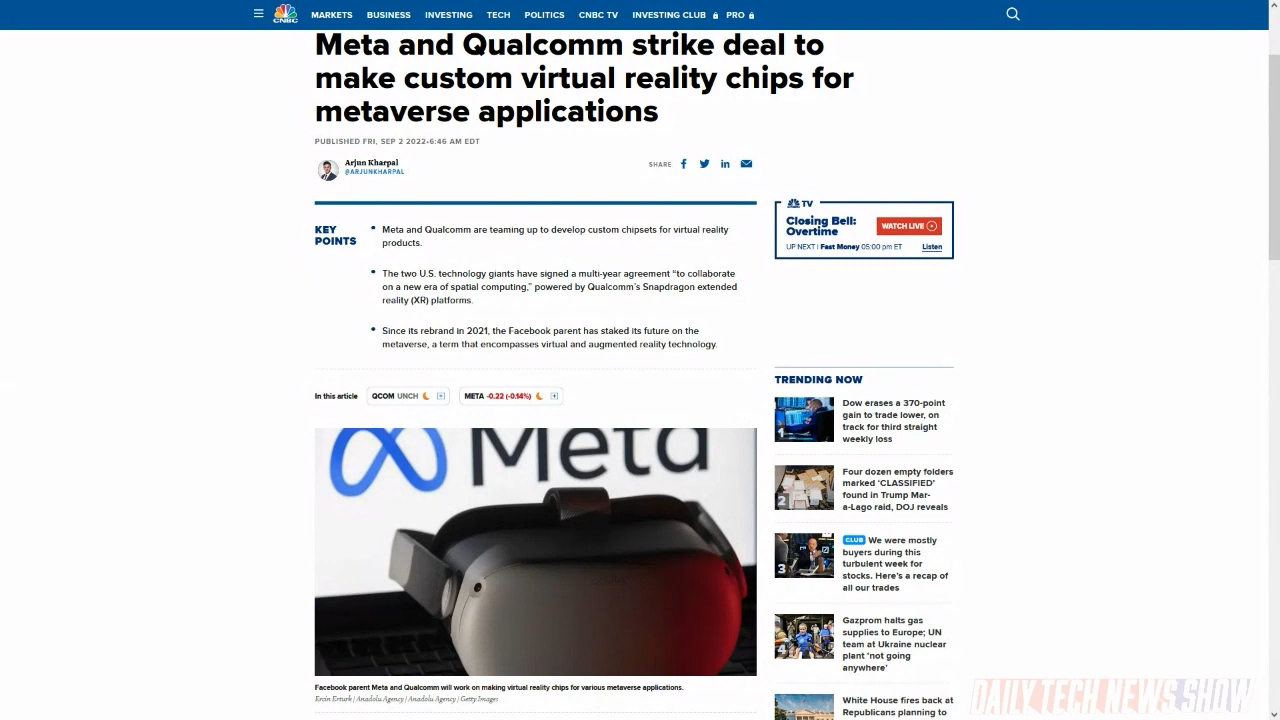 CNBC
MARKETS BUSINESS INVESTING TECH POLITICS CNBC TV INVESTING CLUB PRO
Meta and Qualcomm strike deal to
make custom virtual reality chips for
metaverse applications
PUBLISHED FRI, SEP 2 2022•6:46 AM EDT
Arjun Kharpal
@ARJUNKHARPAL
SHARE
KEY
POINTS
Meta and Qualcomm are teaming up to develop custom chipsets for virtual reality
products.
The two U.S. technology giants have signed a multi-year agreement “to collaborate
on a new era of spatial computing,” powered by Qualcomm’s Snapdragon extended
reality (XR) platforms.
Since its rebrand in 2021, the Facebook parent has staked its future on the
metaverse, a term that encompasses virtual and augmented reality technology.
In this article
QCOM UNCH
META -0.22 (-0.14%)
Meta
Facebook parent Meta and Qualcomm will work on making virtual reality chips for various metaverse applications.
Ercin Erturk | Anadolu Agency | Anadolu Agency | Getty Images
TV
Closing Bell:
Overtime
WATCH LIVE
UP NEXT | Fast Money 05:00 pm ET
Listen
TRENDING NOW
1
Dow erases a 370-point
gain to trade lower, on
track for third straight
weekly loss
2
Four dozen empty folders
marked ‘CLASSIFIED’
found in Trump Mar-
a-Lago raid, DOJ reveals
3
CLUB We were mostly
buyers during this
turbulent week for
stocks. Here’s a recap of
all our trades
4
Gazprom halts gas
supplies to Europe; UN
team at Ukraine nuclear
plant ‘not going
anywhere’
White House fires back at
Republicans planning to
DAILY TECH NEWS SHOW